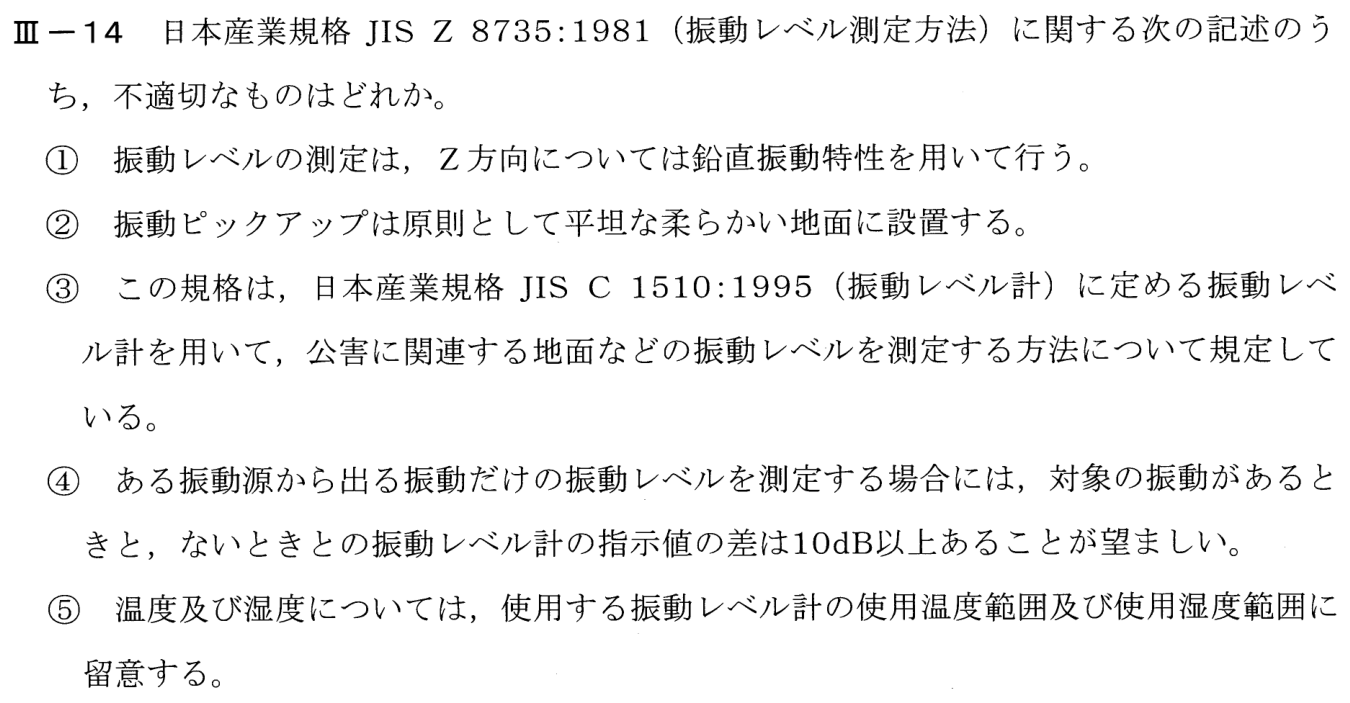 Ⅲ－14　日本産業規格 JIS Z 8735:1981（振動レベル測定方法）に関する次の記述のう
ち，不適切なものはどれか。
①　振動レベルの測定は，Z方向については鉛直振動特性を用いて行う。
②　振動ピックアップは原則として平坦な柔らかい地面に設置する。
③　この規格は，日本産業規格 JIS C 1510:1995（振動レベル計）に定める振動レベ
ル計を用いて，公害に関連する地面などの振動レベルを測定する方法について規定して
いる。
④　ある振動源から出る振動だけの振動レベルを測定する場合には，対象の振動があると
きと，ないときとの振動レベル計の指示値の差は10dB以上あることが望ましい。
⑤　温度及び湿度については，使用する振動レベル計の使用温度範囲及び使用湿度範囲に
留意する。